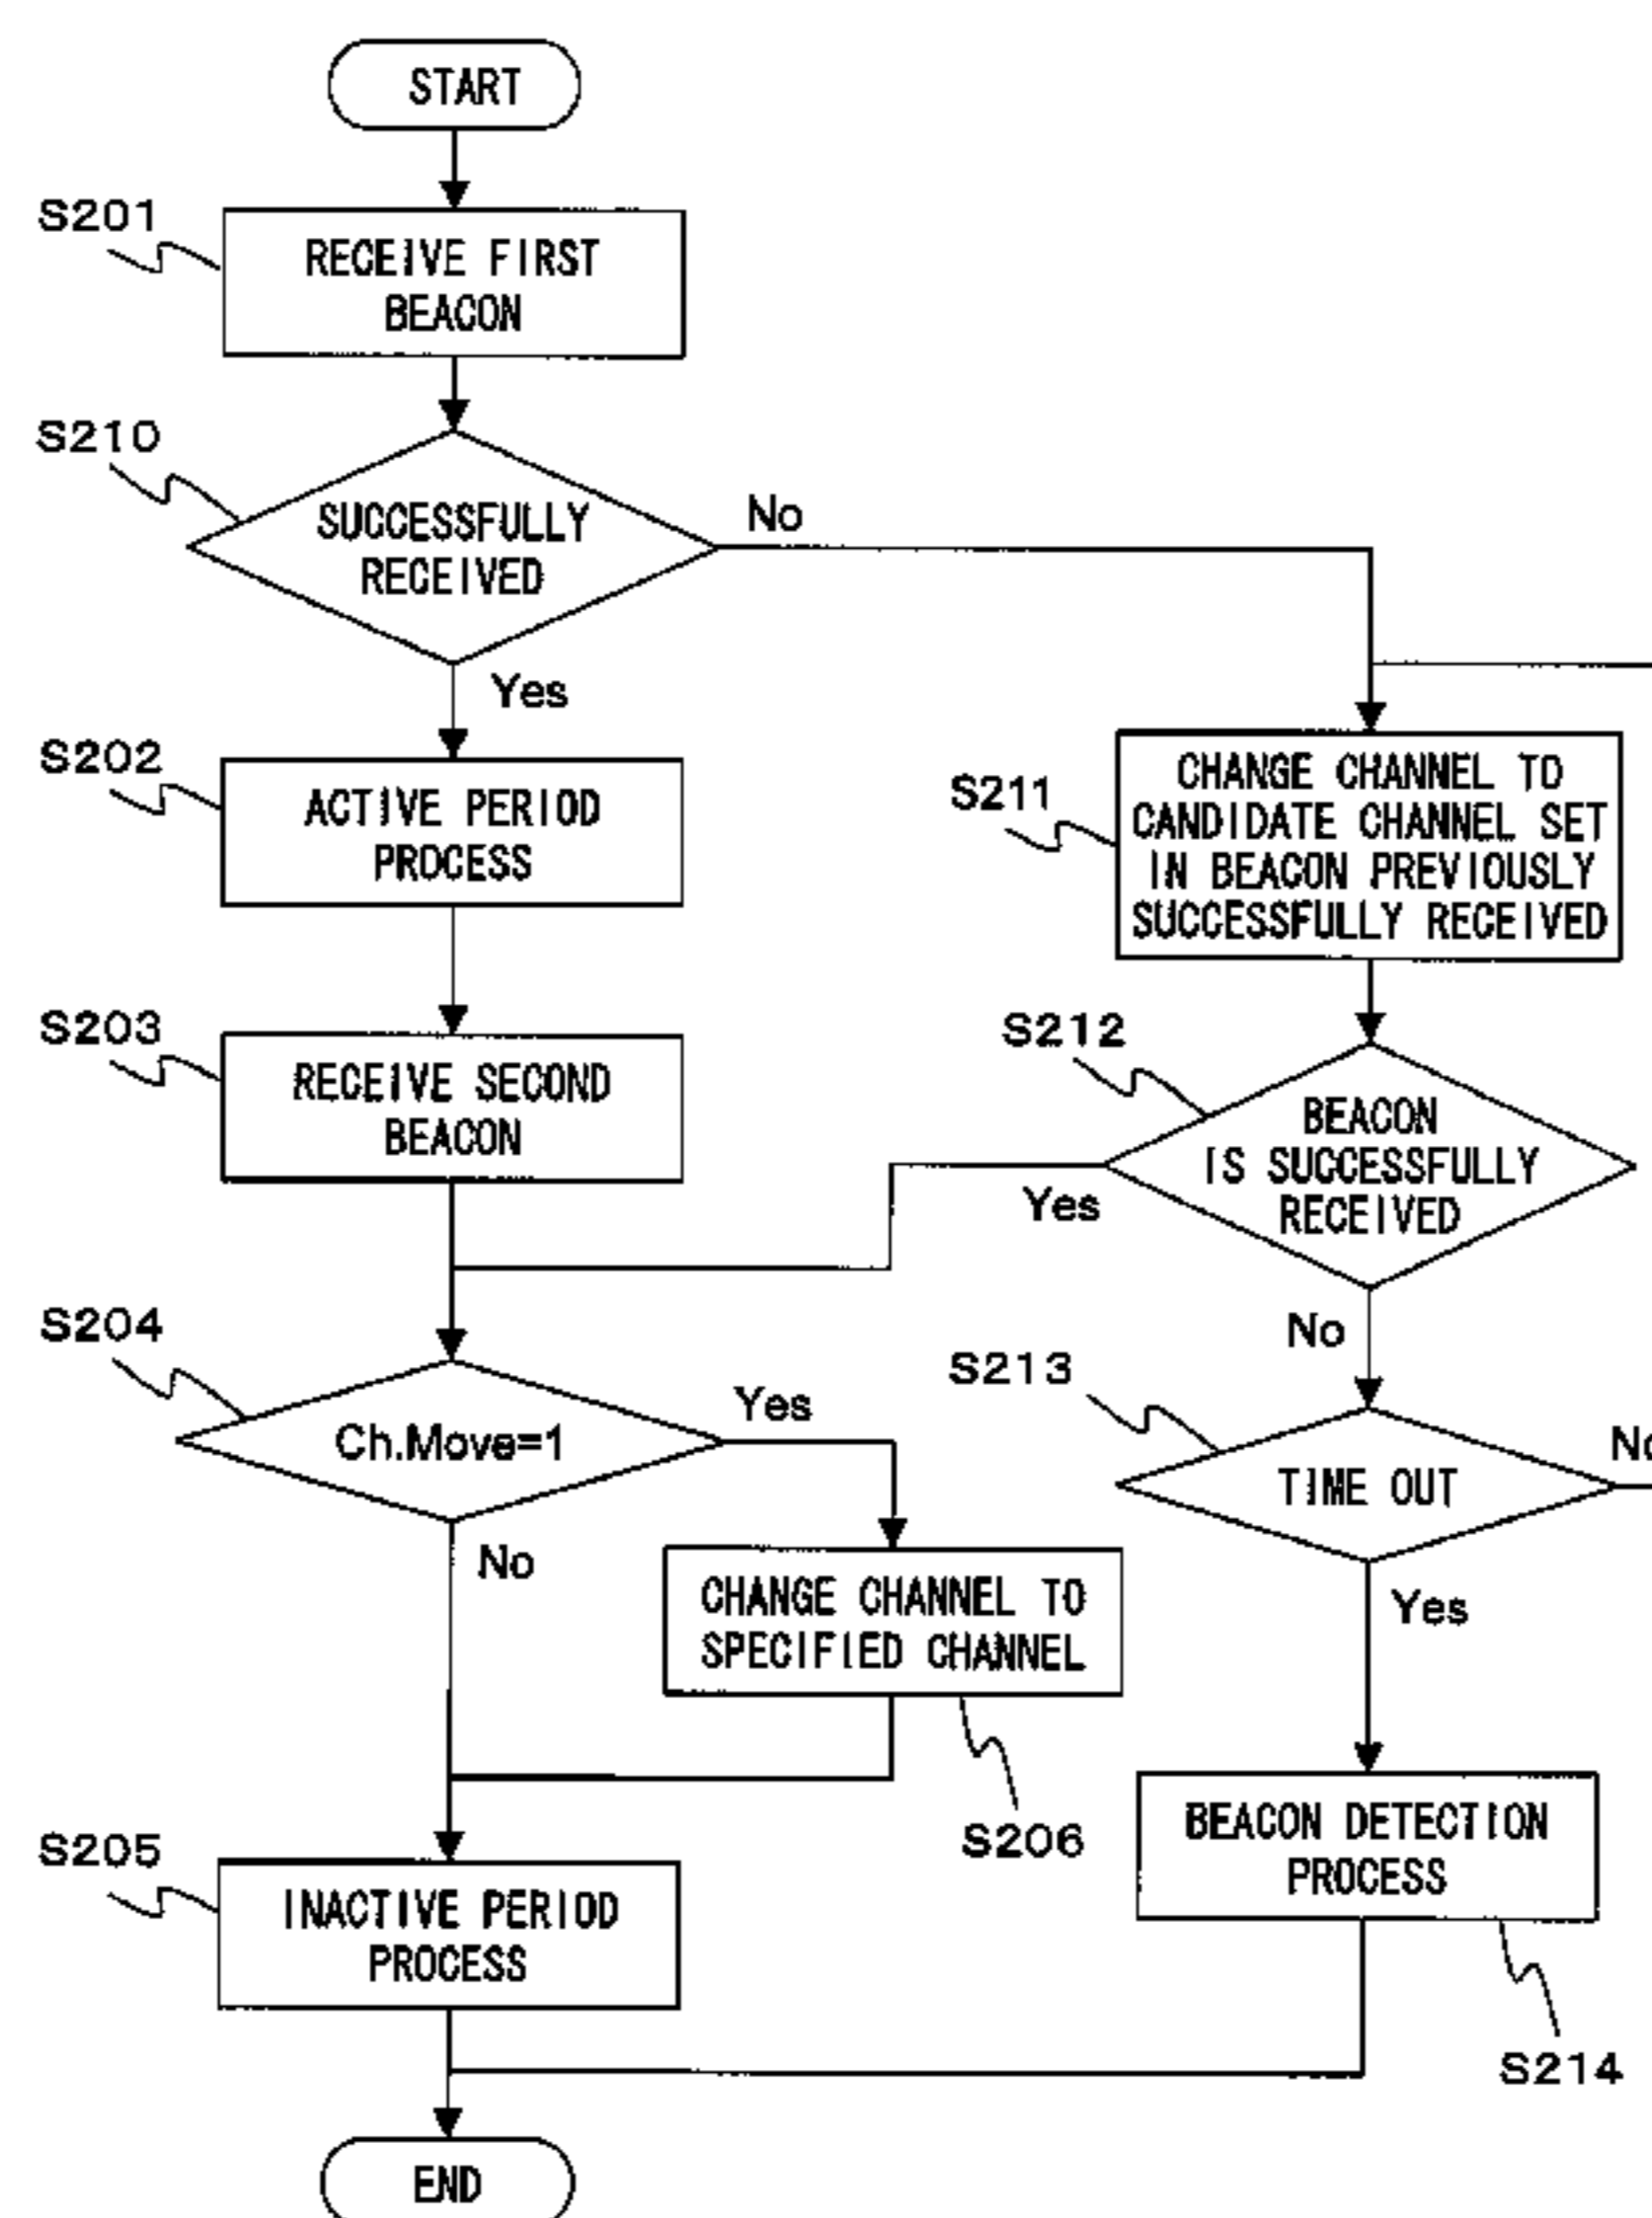 START
S201
RECEIVE FIRST
BEACON
S210
SUCCESSFULLY
RECEIVED
No
Yes
S202
ACTIVE PERIOD
PROCESS
S211
CHANGE CHANNEL TO
CANDIDATE CHANNEL SET
IN BEACON PREVIOUSLY
SUCCESSFULLY RECEIVED
S203
RECEIVE SECOND
BEACON
S212
BEACON
IS SUCCESSFULLY
RECEIVED
Yes
No
S204
Ch.Move=1
Yes
No
S213
TIME OUT
No
Yes
CHANGE CHANNEL TO
SPECIFIED CHANNEL
S206
S205
INACTIVE PERIOD
PROCESS
BEACON DETECTION
PROCESS
S214
END